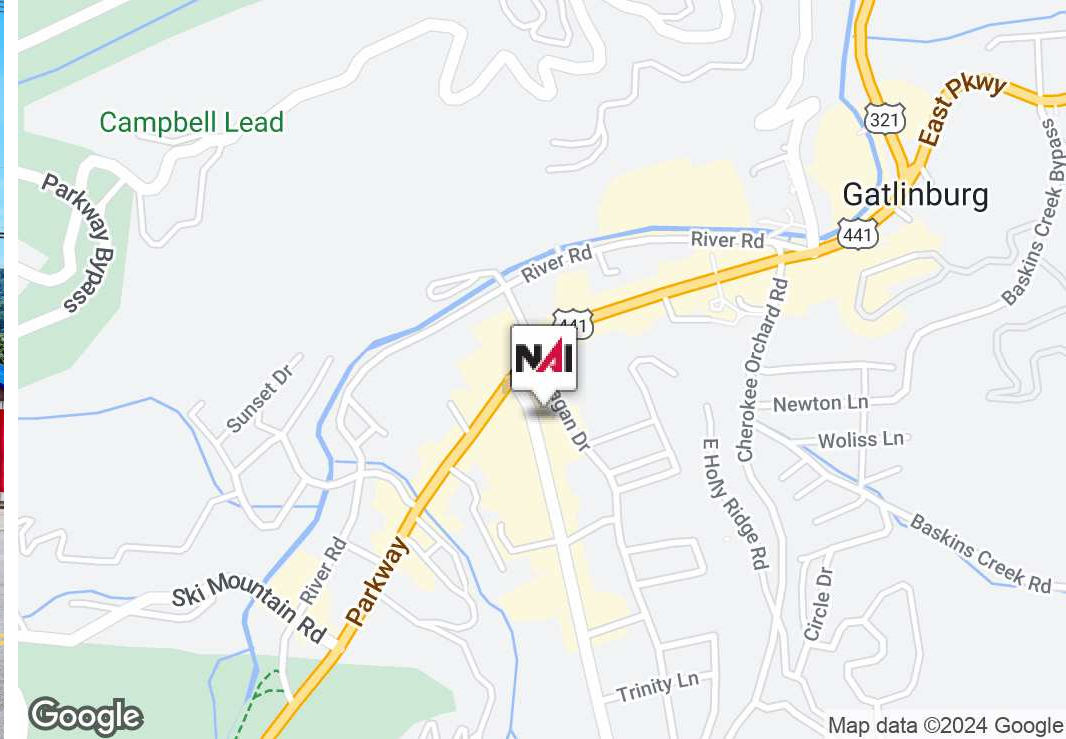 East Pkwy
321
Campbell Lead
Baskins Creek Bypass
Parkway Bypass
Gatlinburg
441
River Rd
River Rd
441
NAI
Cherokee Orchard Rd
Sunset Dr
Newton Ln
Woliss Ln
E Holly Ridge Rd
Baskins Creek Rd
River Rd
Parkway
Ski Mountain Rd
Circle Dr
Trinity Ln
Google
Map data ©2024 Google